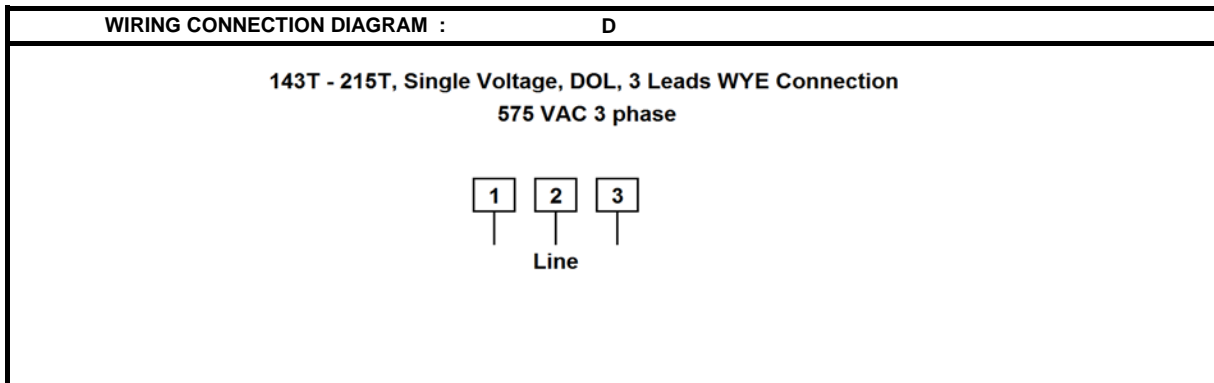 WIRING CONNECTION DIAGRAM : D
143T - 215T, Single Voltage, DOL, 3 Leads WYE Connection
575 VAC 3 phase
1 2 3
Line